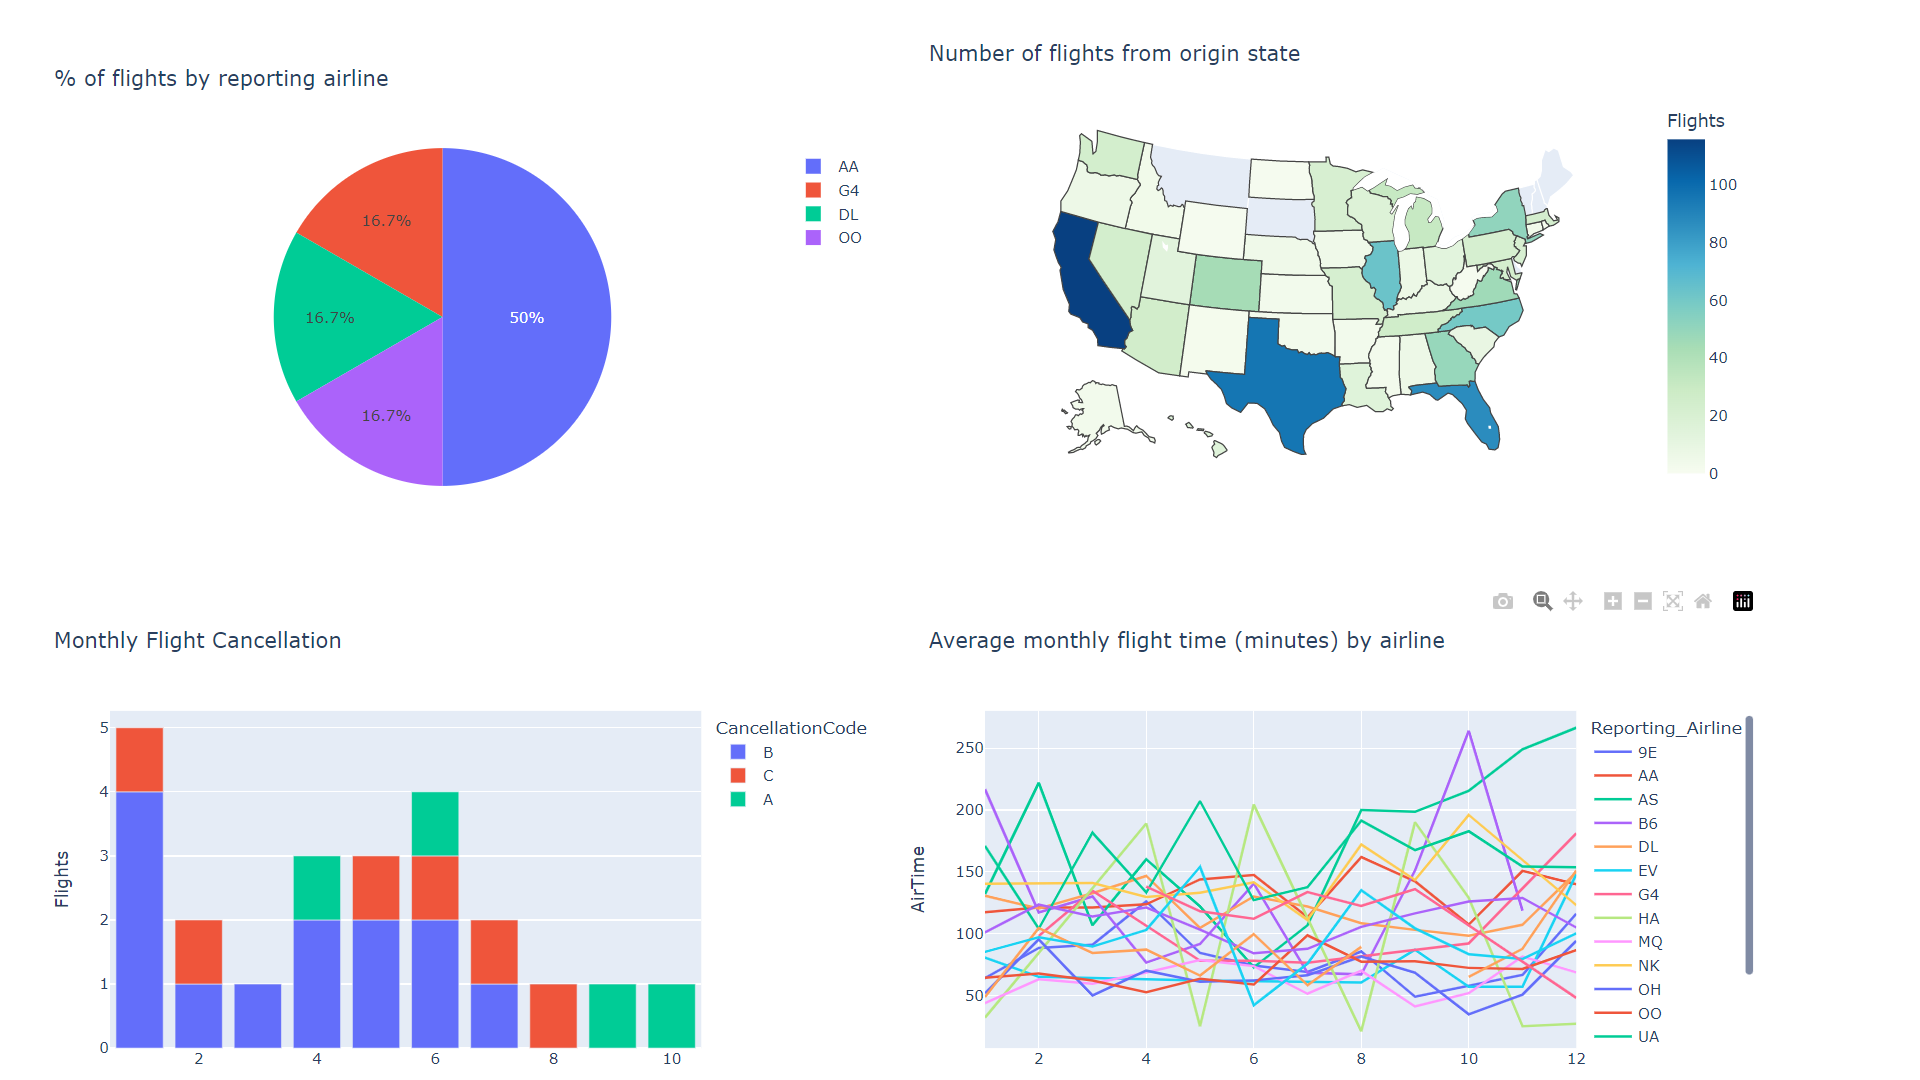 % of flights by reporting airline
16.7%
16.7%
50%
16.7%
AA
G4
DL
OO
Number of flights from origin state
Flights
100
80
60
40
20
0
Monthly Flight Cancellation
Flights
5
4
3
2
1
0
2
4
6
8
10
CancellationCode
B
C
A
Average monthly flight time (minutes) by airline
AirTime
250
200
150
100
50
2
4
6
8
10
12
Reporting_Airline
9E
AA
AS
B6
DL
EV
G4
HA
MQ
NK
OH
OO
UA